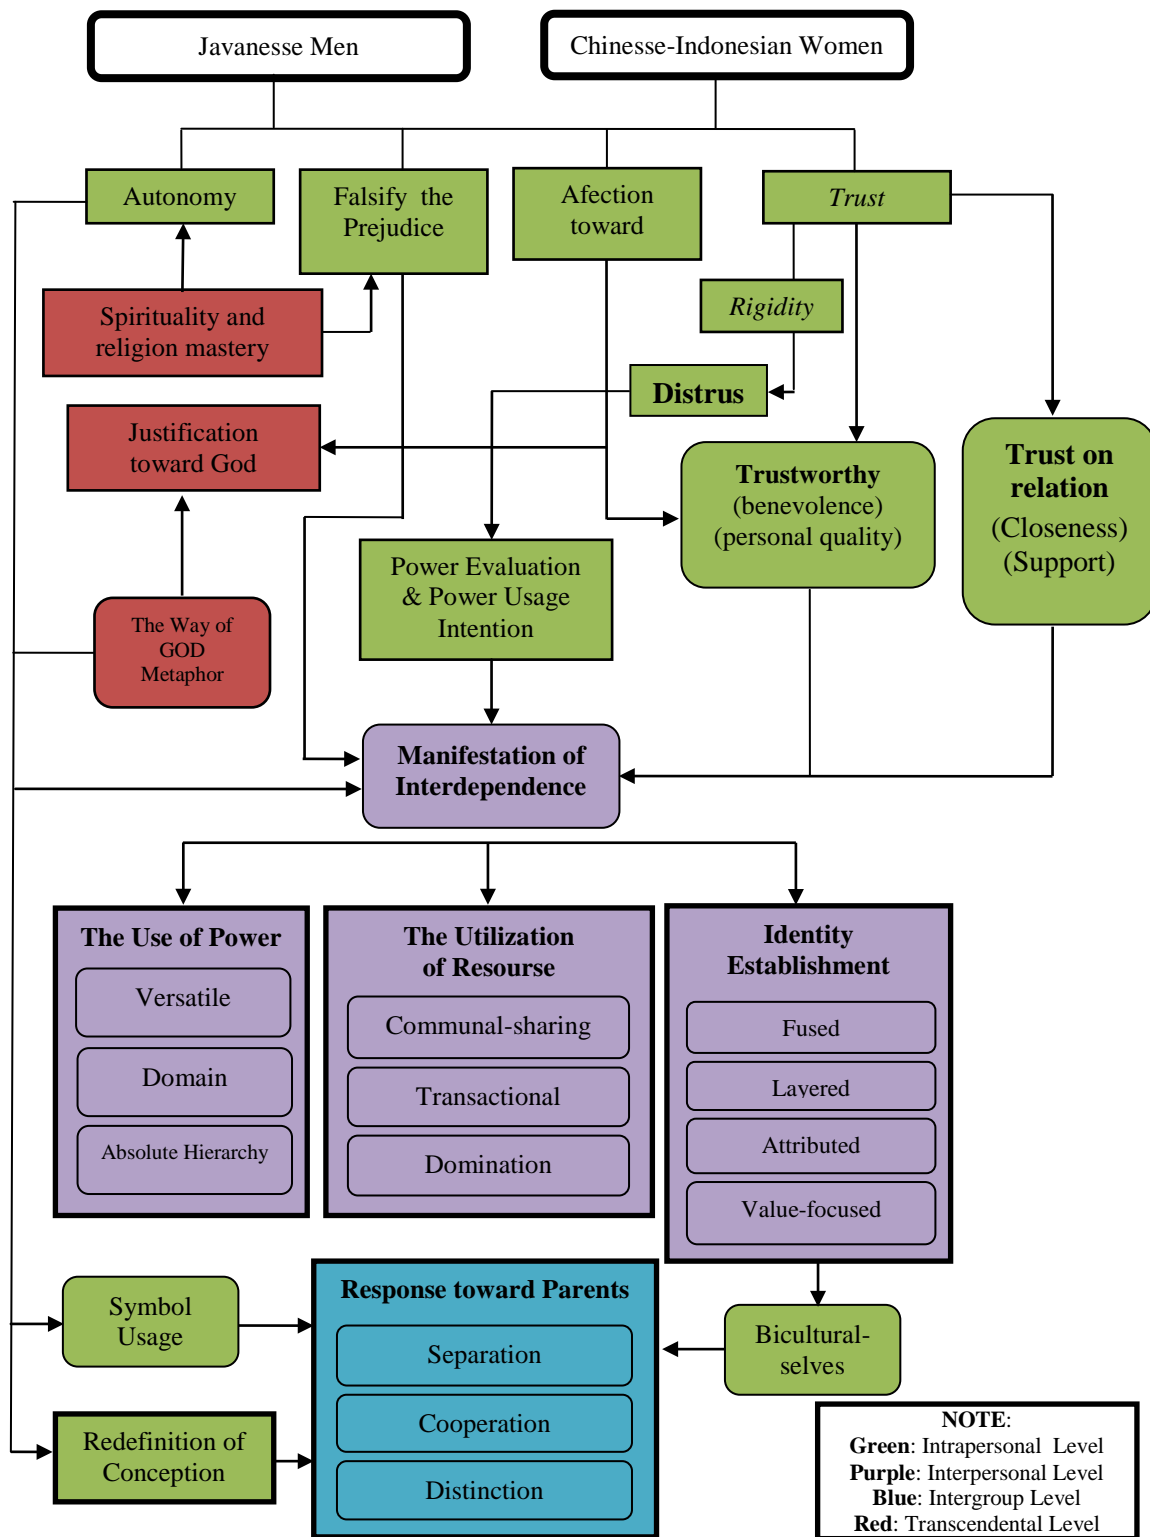 Javanesse Men
Chinesse-Indonesian Women
Autonomy
Falsify the
Prejudice
Afection
toward
Trust
Spirituality and
religion mastery
Rigidity
Distrus
Justification
toward God
Trustworthy
(benevolence)
(personal quality)
Trust on
relation
(Closeness)
(Support)
Power Evaluation
& Power Usage
Intention
The Way of
GOD
Metaphor
Manifestation of
Interdependence
The Use of Power
Versatile
Domain
Absolute Hierarchy
The Utilization
of Resourse
Communal-sharing
Transactional
Domination
Identity
Establishment
Fused
Layered
Attributed
Value-focused
Symbol
Usage
Response toward Parents
Separation
Cooperation
Distinction
Bicultural-
selves
Redefinition of
Conception
NOTE:
Green: Intrapersonal Level
Purple: Interpersonal Level
Blue: Intergroup Level
Red: Transcendental Level